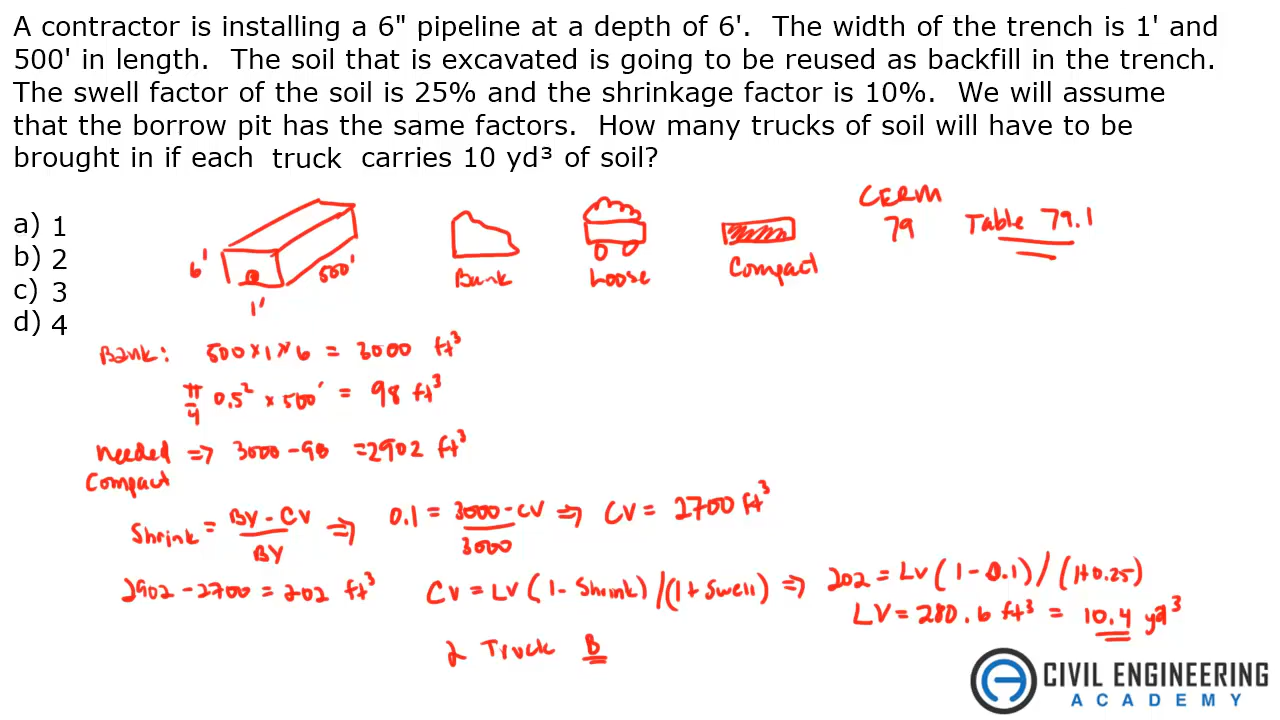 A contractor is installing a 6" pipeline at a depth of 6'. The width of the trench is 1' and
500' in length. The soil that is excavated is going to be reused as backfill in the trench.
The swell factor of the soil is 25% and the shrinkage factor is 10%. We will assume
that the borrow pit has the same factors. How many trucks of soil will have to be
brought in if each truck carries 10 yd³ of soil?
a) 1
b) 2
c) 3
d) 4
6'
1'
500'
Bank
Loose
Compact
CERM
79 Table 79.1
Bank: 500 × 1 × 6 = 3000 ft³
π/4 0.5² × 500' = 98 ft³
Needed => 3000 - 98 = 2902 ft³
Compact
Shrink = BV - CV / BV => 0.1 = 3000 - CV / 3000 => CV = 2700 ft³
2902 - 2700 = 202 ft³ CV = LV (1 - Shrink) / (1 + Swell) => 202 = LV (1 - 0.1) / (1+0.25)
LV = 280.6 ft³ = 10.4 yd³
2 Truck B
CIVIL ENGINEERING
ACADEMY